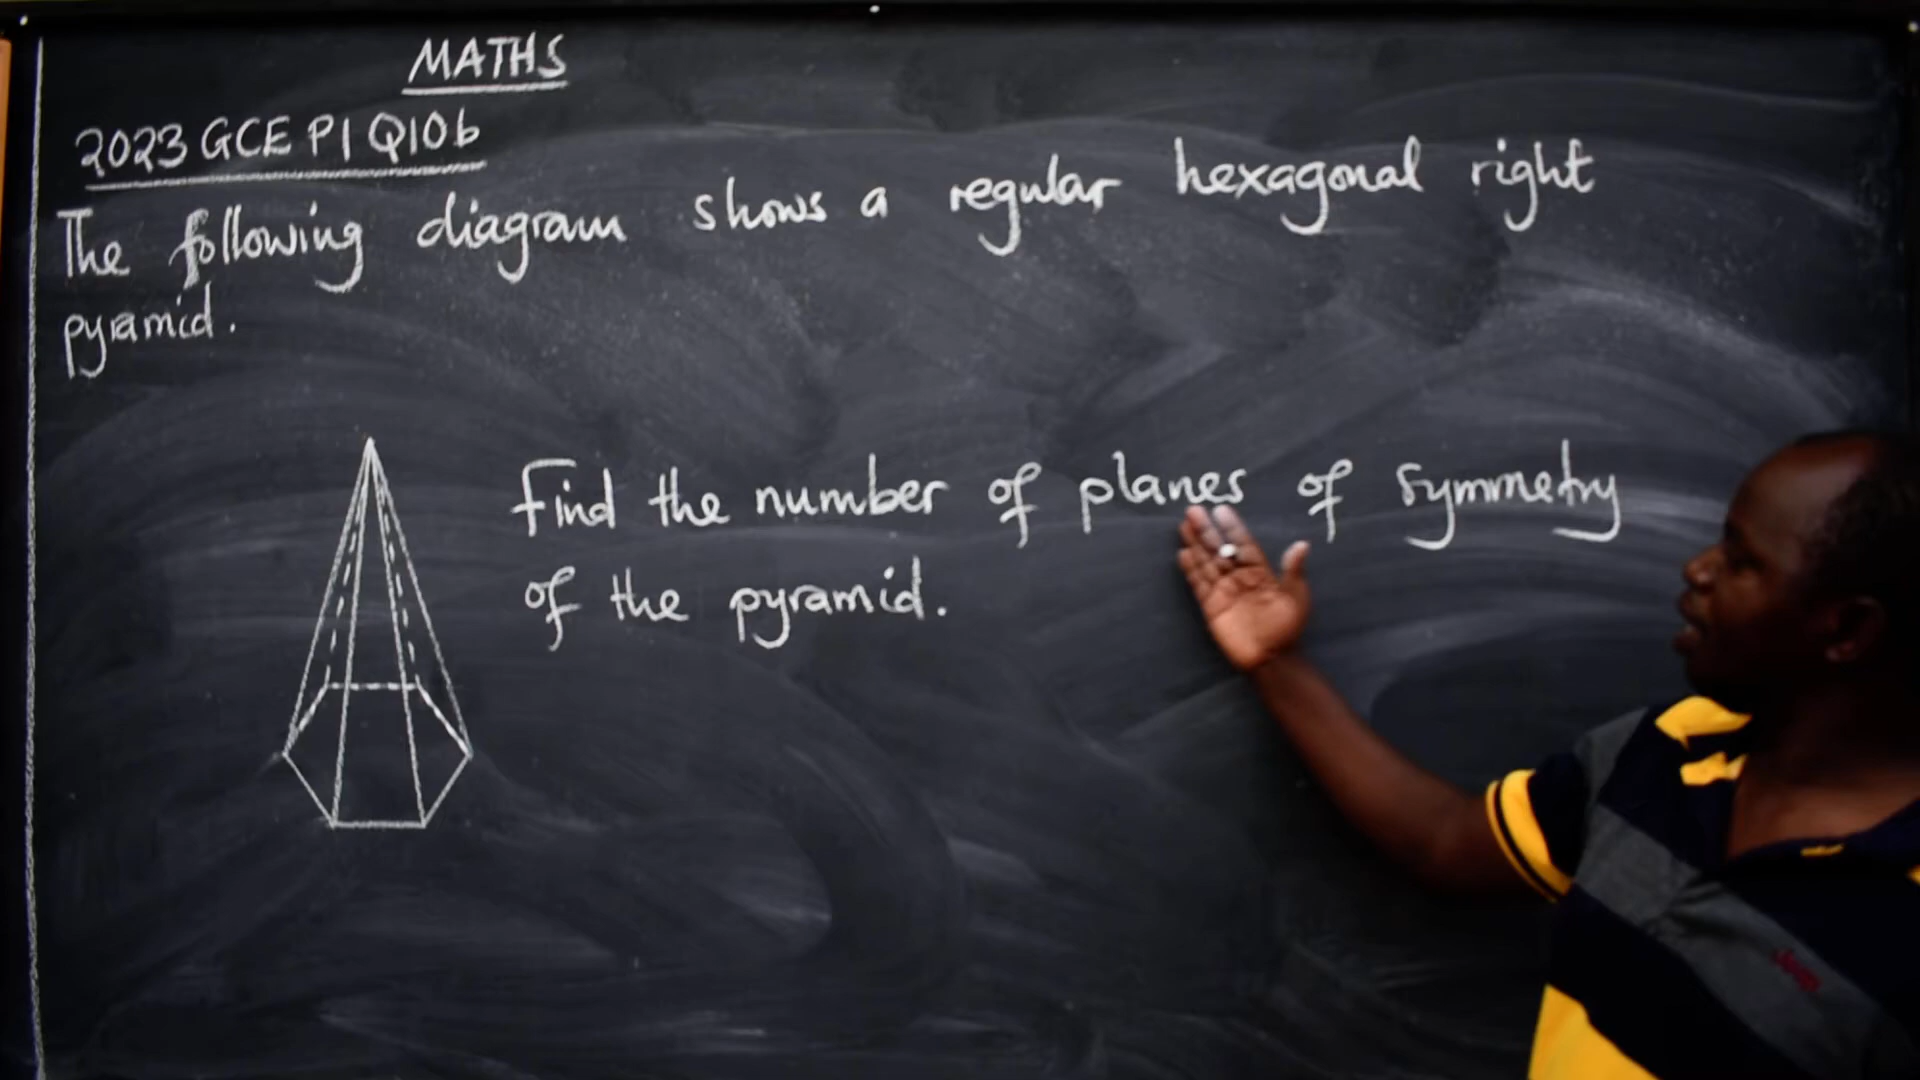 MATHS
2023 GCE P1 Q10b
The following diagram shows a regular hexagonal right
pyramid.
Find the number of planes of symmetry
of the pyramid.